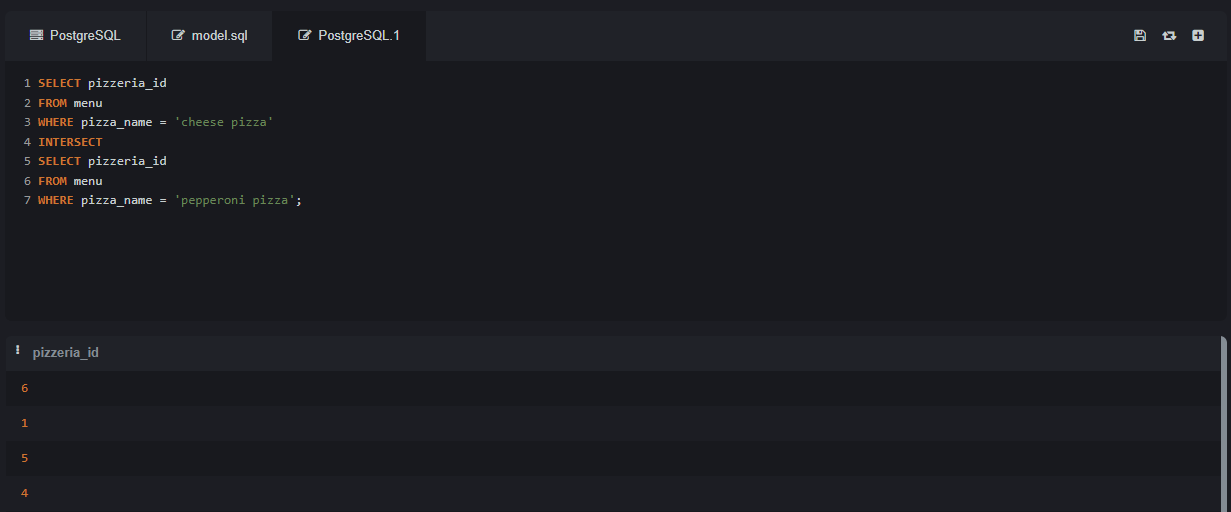 PostgreSQL model.sql PostgreSQL.1
1 SELECT pizzeria_id
2 FROM menu
3 WHERE pizza_name = 'cheese pizza'
4 INTERSECT
5 SELECT pizzeria_id
6 FROM menu
7 WHERE pizza_name = 'pepperoni pizza';
pizzeria_id
6
1
5
4